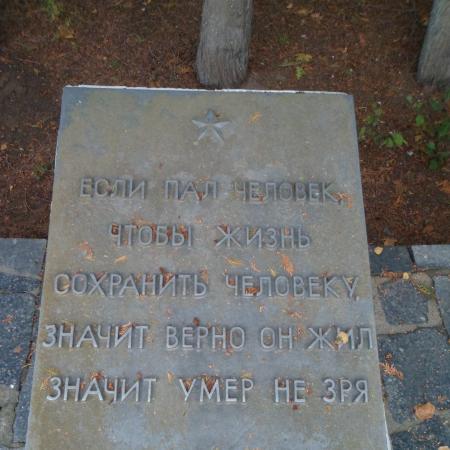 ЕСЛИ ПАЛ ЧЕЛОВЕК,
ЧТОБЫ ЖИЗНЬ
СОХРАНИТЬ ЧЕЛОВЕКУ,
ЗНАЧИТ ВЕРНО ОН ЖИЛ
ЗНАЧИТ УМЕР НЕ ЗРЯ